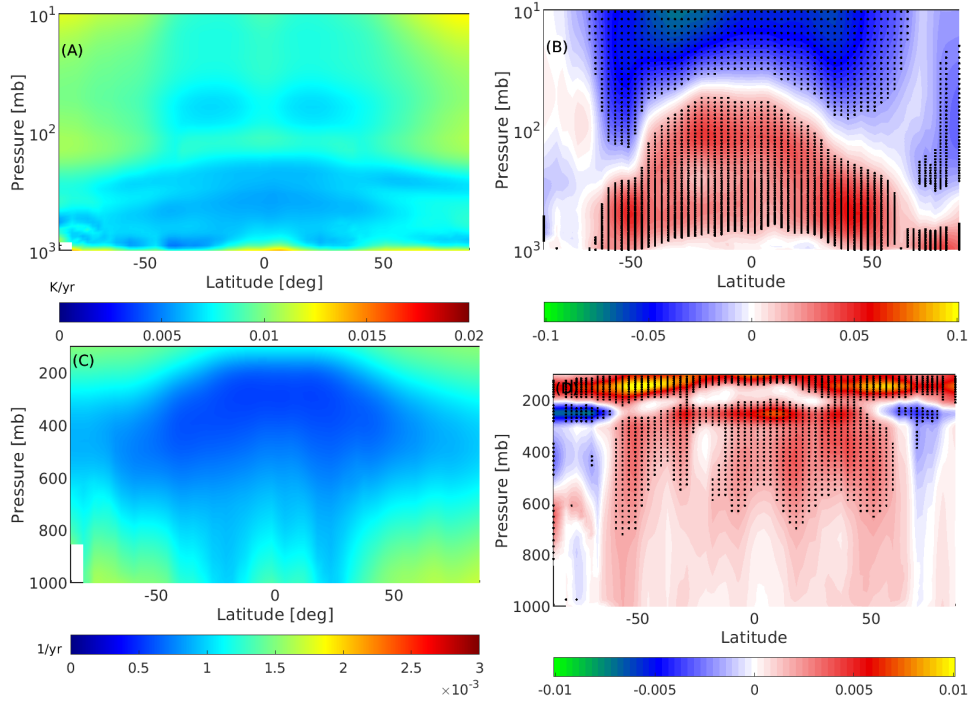 (A)
Pressure [mb]
10^1
10^2
10^3
-50 0 50
Latitude [deg]
K/yr
0 0.005 0.01 0.015 0.02
(B)
Pressure [mb]
10^1
10^2
10^3
-50 0 50
Latitude [deg]
-0.1 -0.05 0 0.05 0.1
(C)
Pressure [mb]
200
400
600
800
1000
-50 0 50
Latitude [deg]
1/yr
0 0.5 1 1.5 2 2.5 3
×10^-3
(D)
Pressure [mb]
200
400
600
800
1000
-50 0 50
Latitude
-0.01 -0.005 0 0.005 0.01